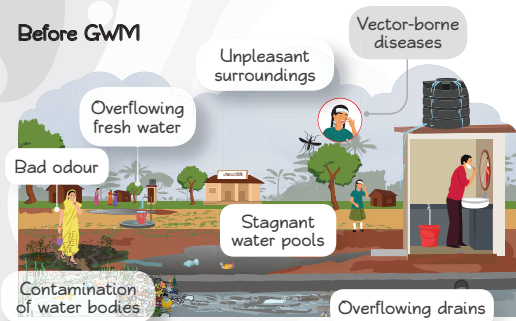 Before GWM
Vector-borne
diseases
Unpleasant
surroundings
Overflowing
fresh water
Bad odour
Stagnant
water pools
Contamination
of water bodies
Overflowing drains